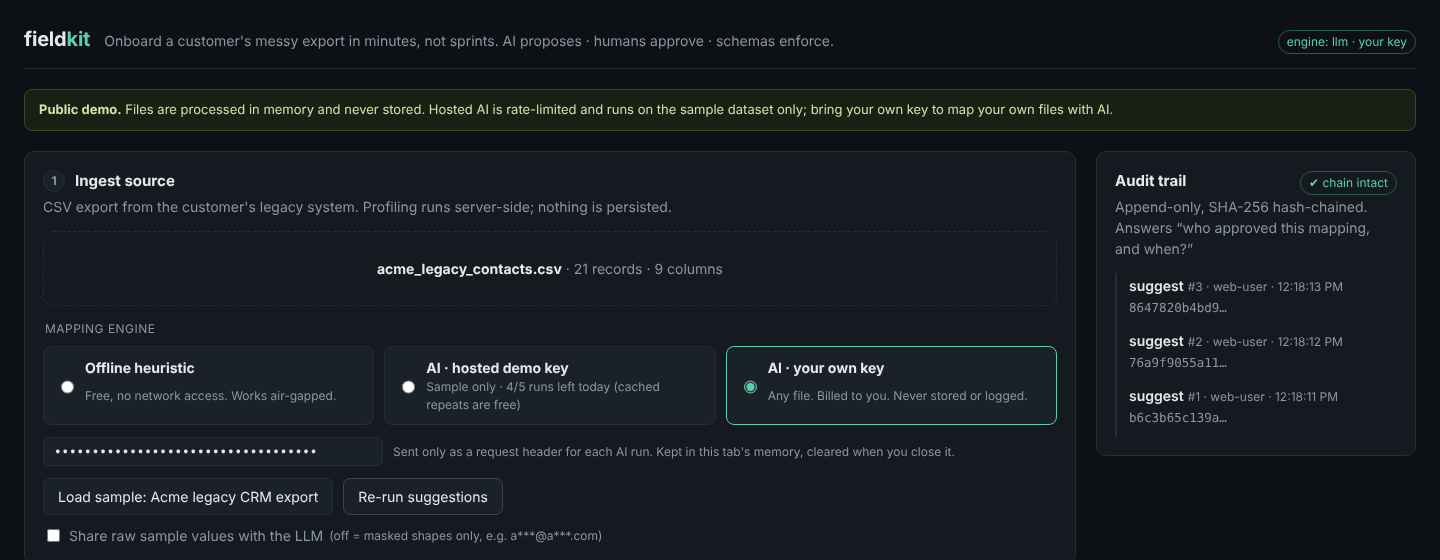 fieldkit Onboard a customer's messy export in minutes, not sprints. AI proposes · humans approve · schemas enforce.
engine: llm · your key
Public demo. Files are processed in memory and never stored. Hosted AI is rate-limited and runs on the sample dataset only; bring your own key to map your own files with AI.
1 Ingest source
CSV export from the customer's legacy system. Profiling runs server-side; nothing is persisted.
acme_legacy_contacts.csv · 21 records · 9 columns
MAPPING ENGINE
Offline heuristic
Free, no network access. Works air-gapped.
AI · hosted demo key
Sample only · 4/5 runs left today (cached
repeats are free)
AI · your own key
Any file. Billed to you. Never stored or logged.
Sent only as a request header for each AI run. Kept in this tab's memory, cleared when you close it.
Load sample: Acme legacy CRM export
Re-run suggestions
Share raw sample values with the LLM (off = masked shapes only, e.g. a***@a***.com)
Audit trail
✔ chain intact
Append-only, SHA-256 hash-chained.
Answers “who approved this mapping,
and when?”
suggest #3 · web-user · 12:18:13 PM
8647820b4bd9…
suggest #2 · web-user · 12:18:12 PM
76a9f9055a11…
suggest #1 · web-user · 12:18:11 PM
b6c3b65c139a…